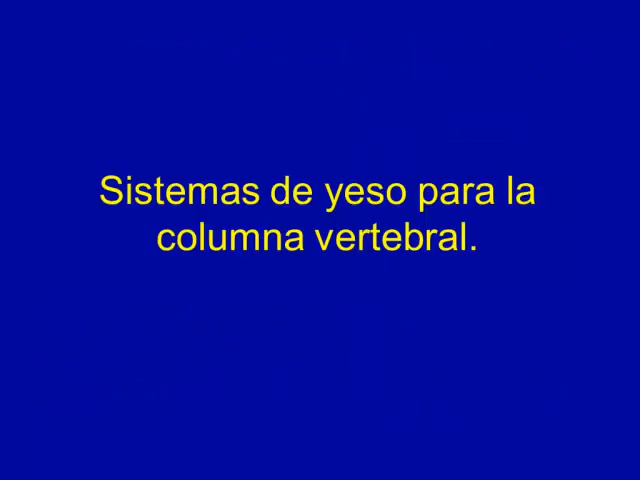 Sistemas de yeso para la
columna vertebral.